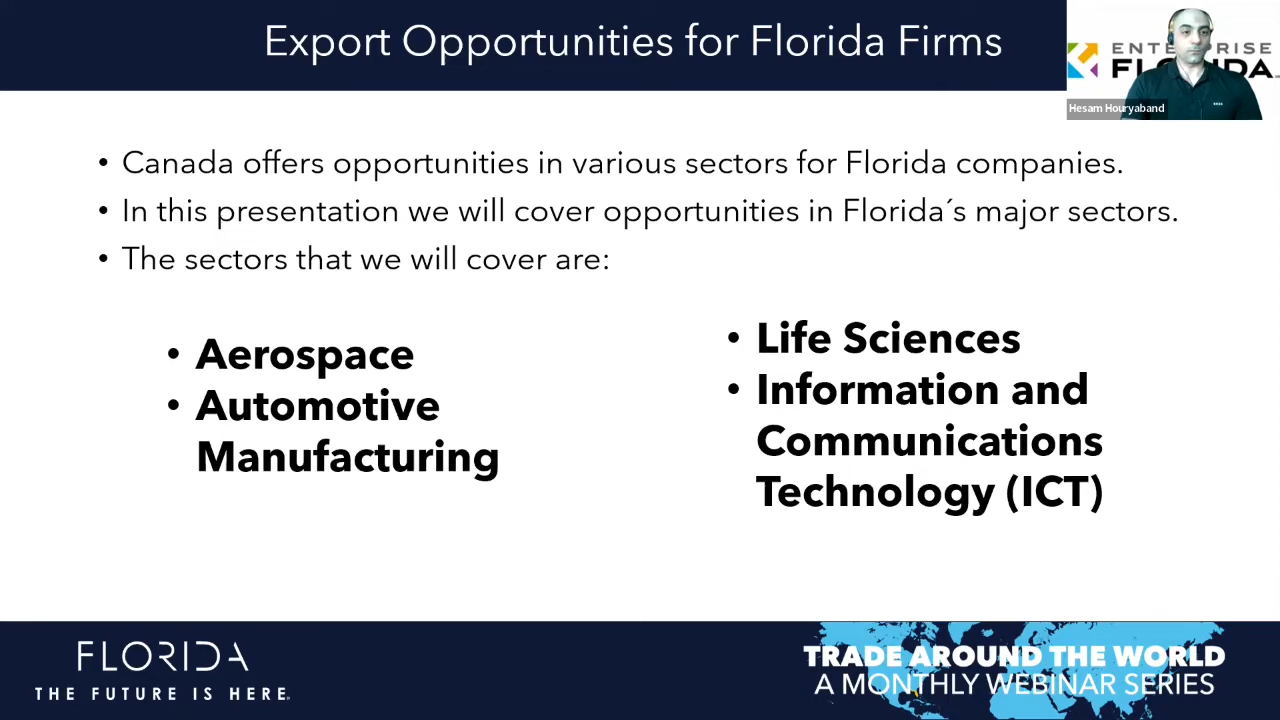 Export Opportunities for Florida Firms
ENTERPRISE
FLORIDA
Hesam Houryaband
• Canada offers opportunities in various sectors for Florida companies.
• In this presentation we will cover opportunities in Florida´s major sectors.
• The sectors that we will cover are:
• Aerospace
• Automotive
Manufacturing
• Life Sciences
• Information and
Communications
Technology (ICT)
FLORIDA
THE FUTURE IS HERE.
TRADE AROUND THE WORLD
A MONTHLY WEBINAR SERIES